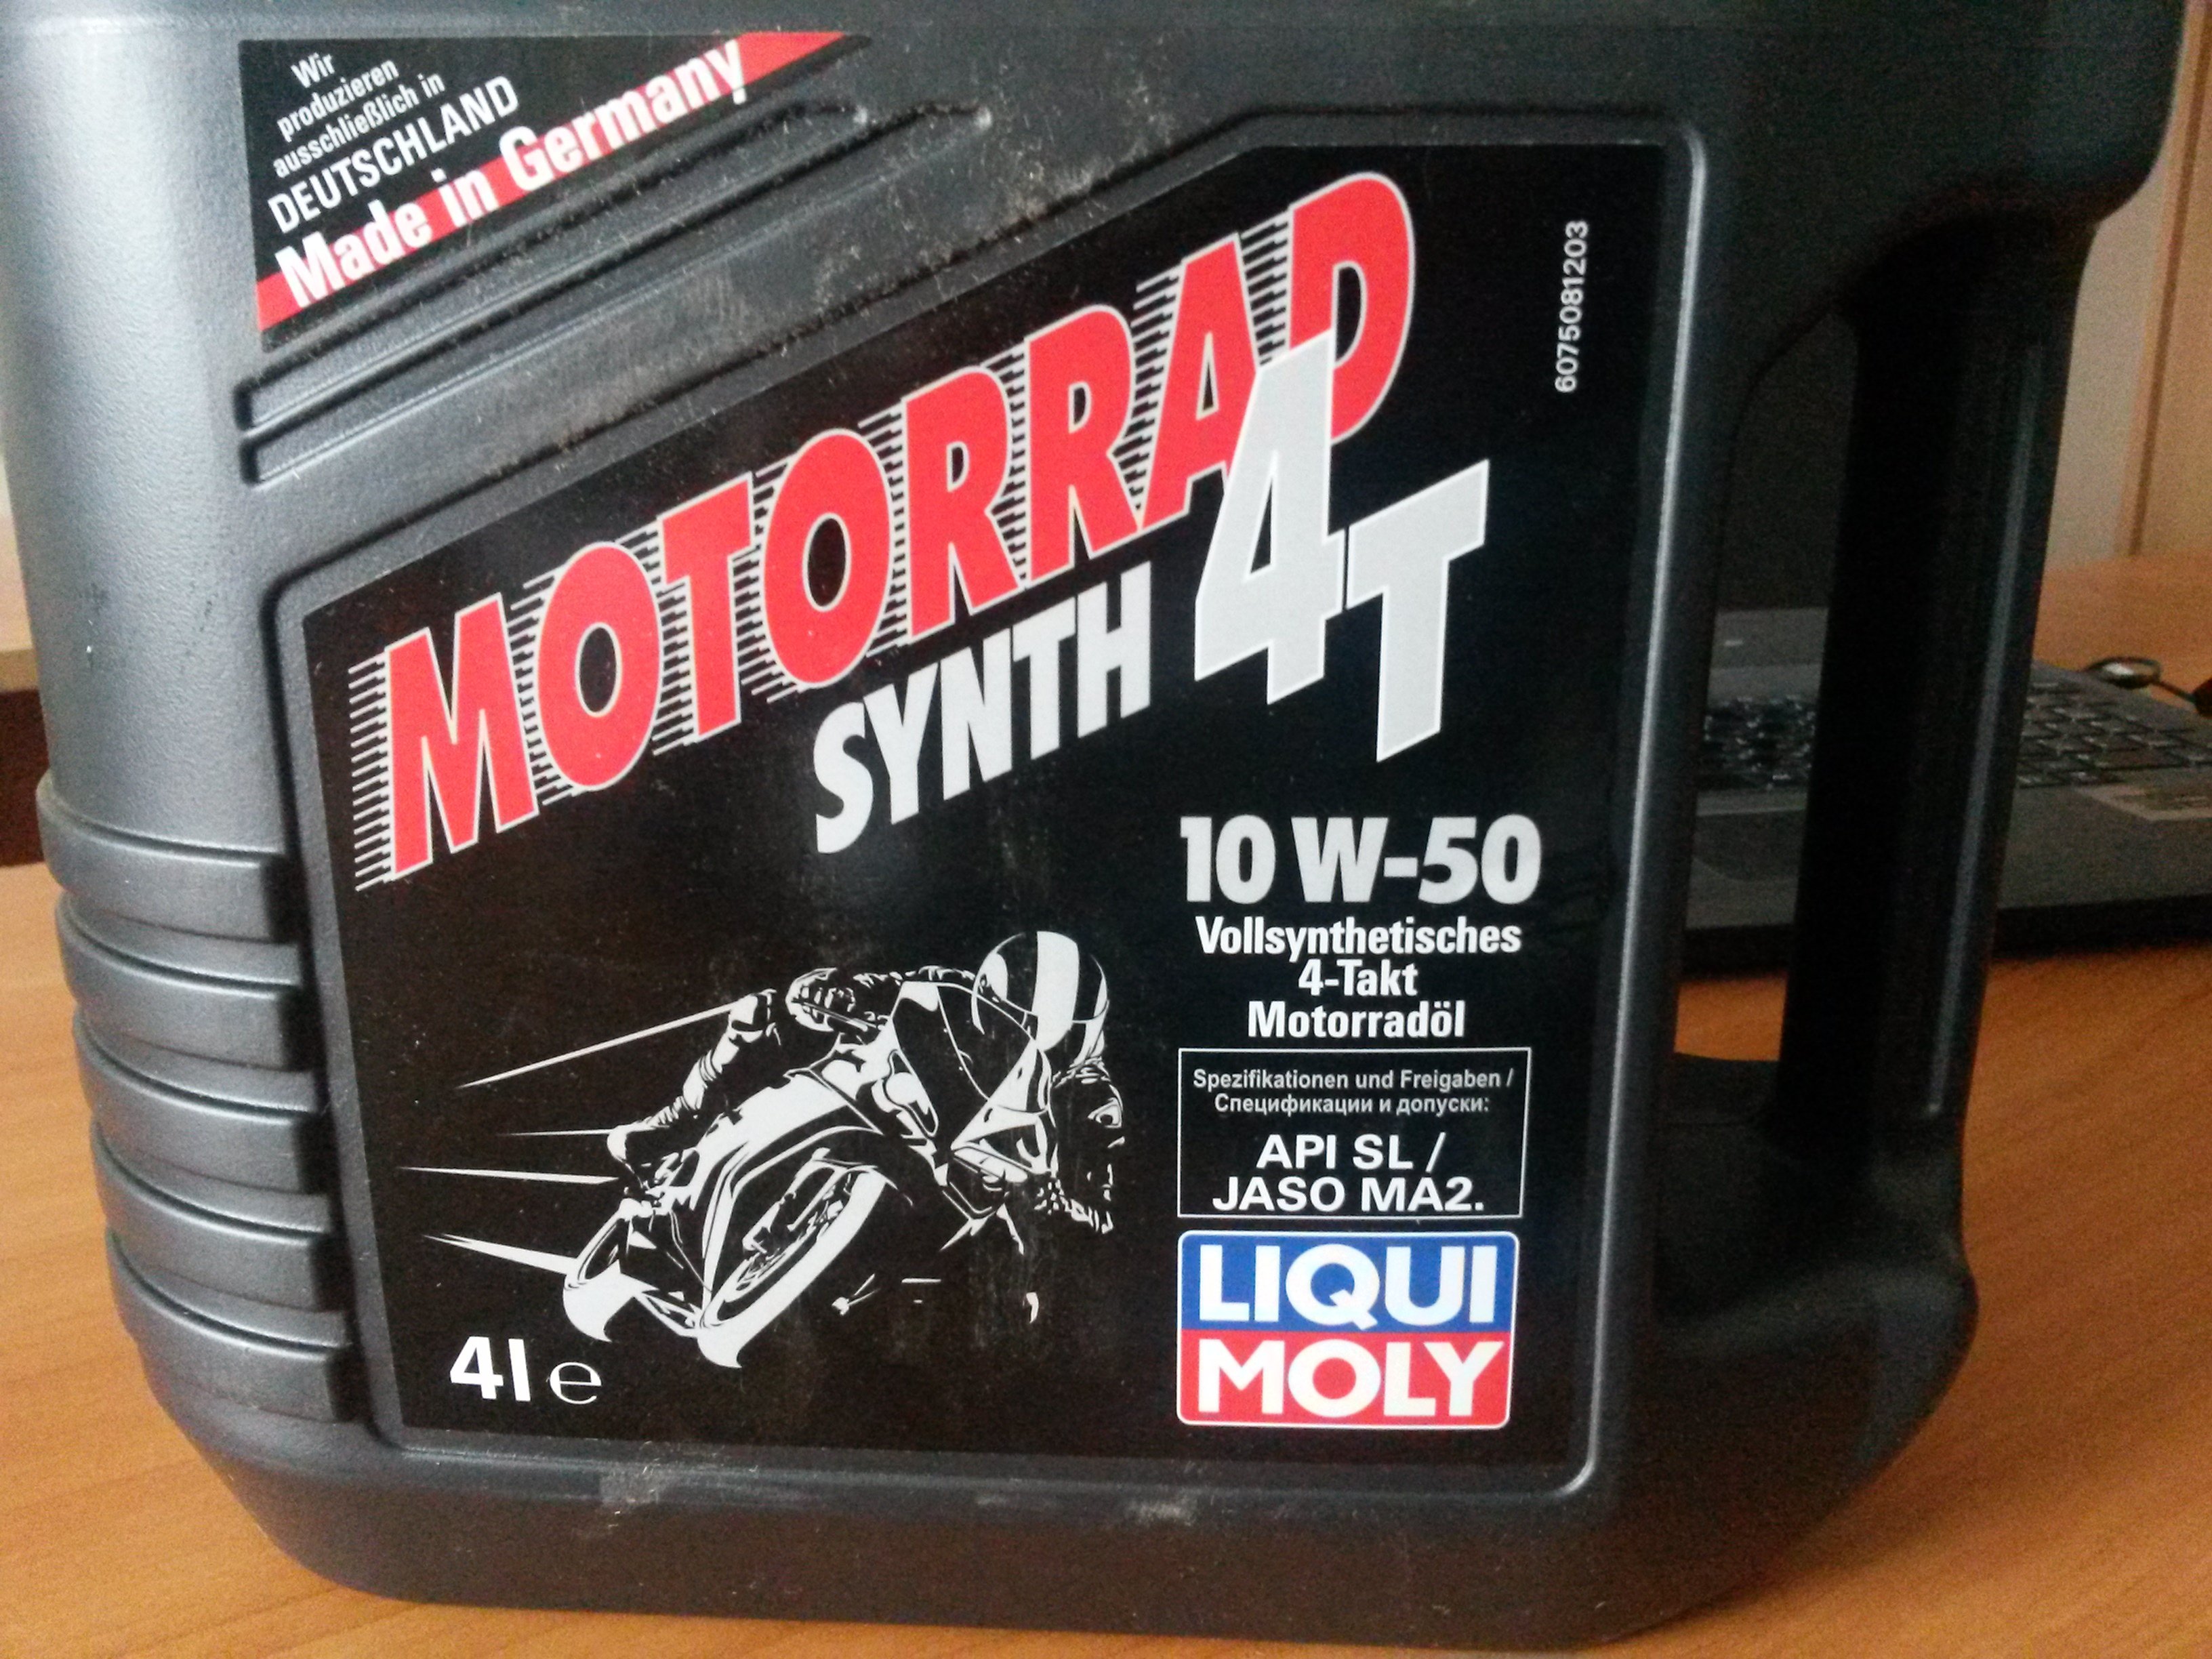 Wir
produzieren
ausschließlich in
DEUTSCHLAND
Made in Germany
MOTORRAD
SYNTH 4T
6075081203
10 W-50
Vollsynthetisches
4-Takt
Motorradöl
Spezifikationen und Freigaben /
Спецификации и допуски:
API SL /
JASO MA2.
LIQUI
MOLY
4l e